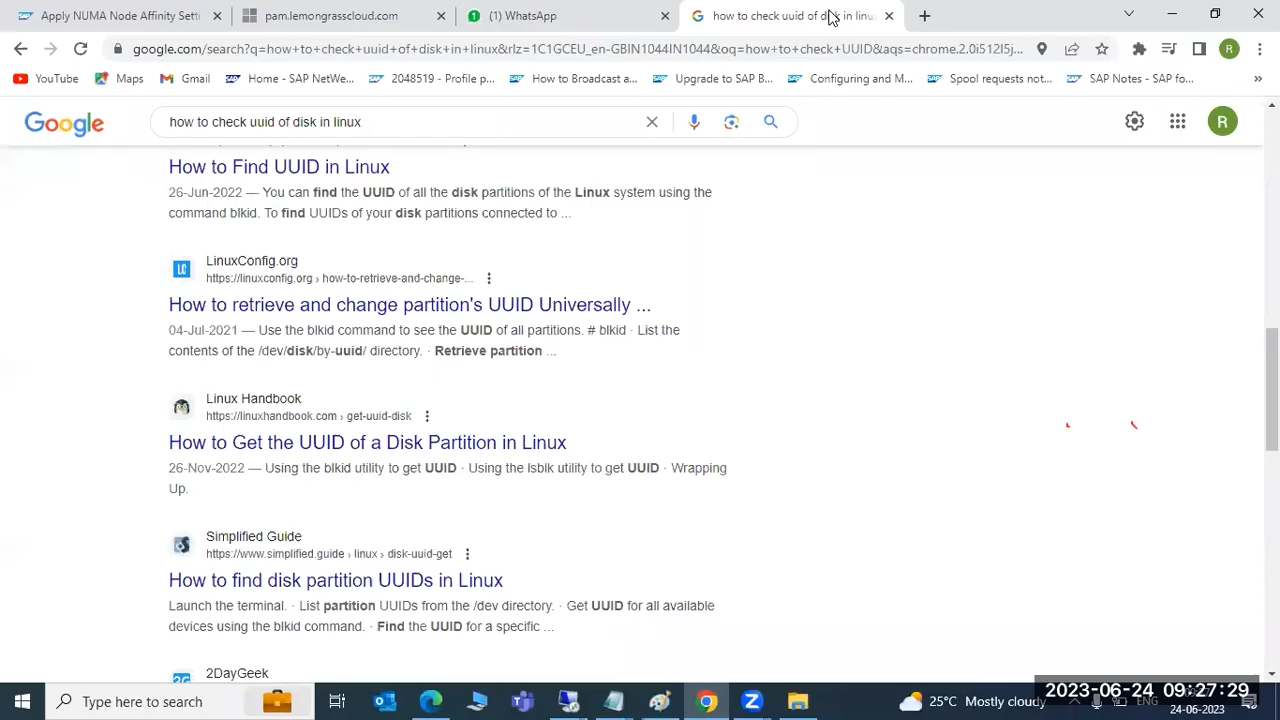 Apply NUMA Node Affinity Setti
pam.lemongrasscloud.com
(1) WhatsApp
how to check uuid of disk in linu
google.com/search?q=how+to+check+uuid+of+disk+in+linux&rlz=1C1GCEU_en-GBIN1044IN1044&oq=how+to+check+UUID&aqs=chrome.2.0i512l5j...
R
YouTube
Maps
Gmail
Home - SAP NetWe...
2048519 - Profile p...
How to Broadcast a...
Upgrade to SAP B...
Configuring and M...
Spool requests not...
SAP Notes - SAP fo...
»
Google
how to check uuid of disk in linux
R
How to Find UUID in Linux
26-Jun-2022 — You can find the UUID of all the disk partitions of the Linux system using the
command blkid. To find UUIDs of your disk partitions connected to ...
LinuxConfig.org
https://linuxconfig.org › how-to-retrieve-and-change-...
How to retrieve and change partition's UUID Universally ...
04-Jul-2021 — Use the blkid command to see the UUID of all partitions. # blkid · List the
contents of the /dev/disk/by-uuid/ directory. · Retrieve partition ...
Linux Handbook
https://linuxhandbook.com › get-uuid-disk
How to Get the UUID of a Disk Partition in Linux
26-Nov-2022 — Using the blkid utility to get UUID · Using the lsblk utility to get UUID · Wrapping
Up.
Simplified Guide
https://www.simplified.guide › linux › disk-uuid-get
How to find disk partition UUIDs in Linux
Launch the terminal. · List partition UUIDs from the /dev directory. · Get UUID for all available
devices using the blkid command. · Find the UUID for a specific ...
2DayGeek
Type here to search
25°C Mostly cloudy
ENG
2023-06-24 09:27:29
24-06-2023